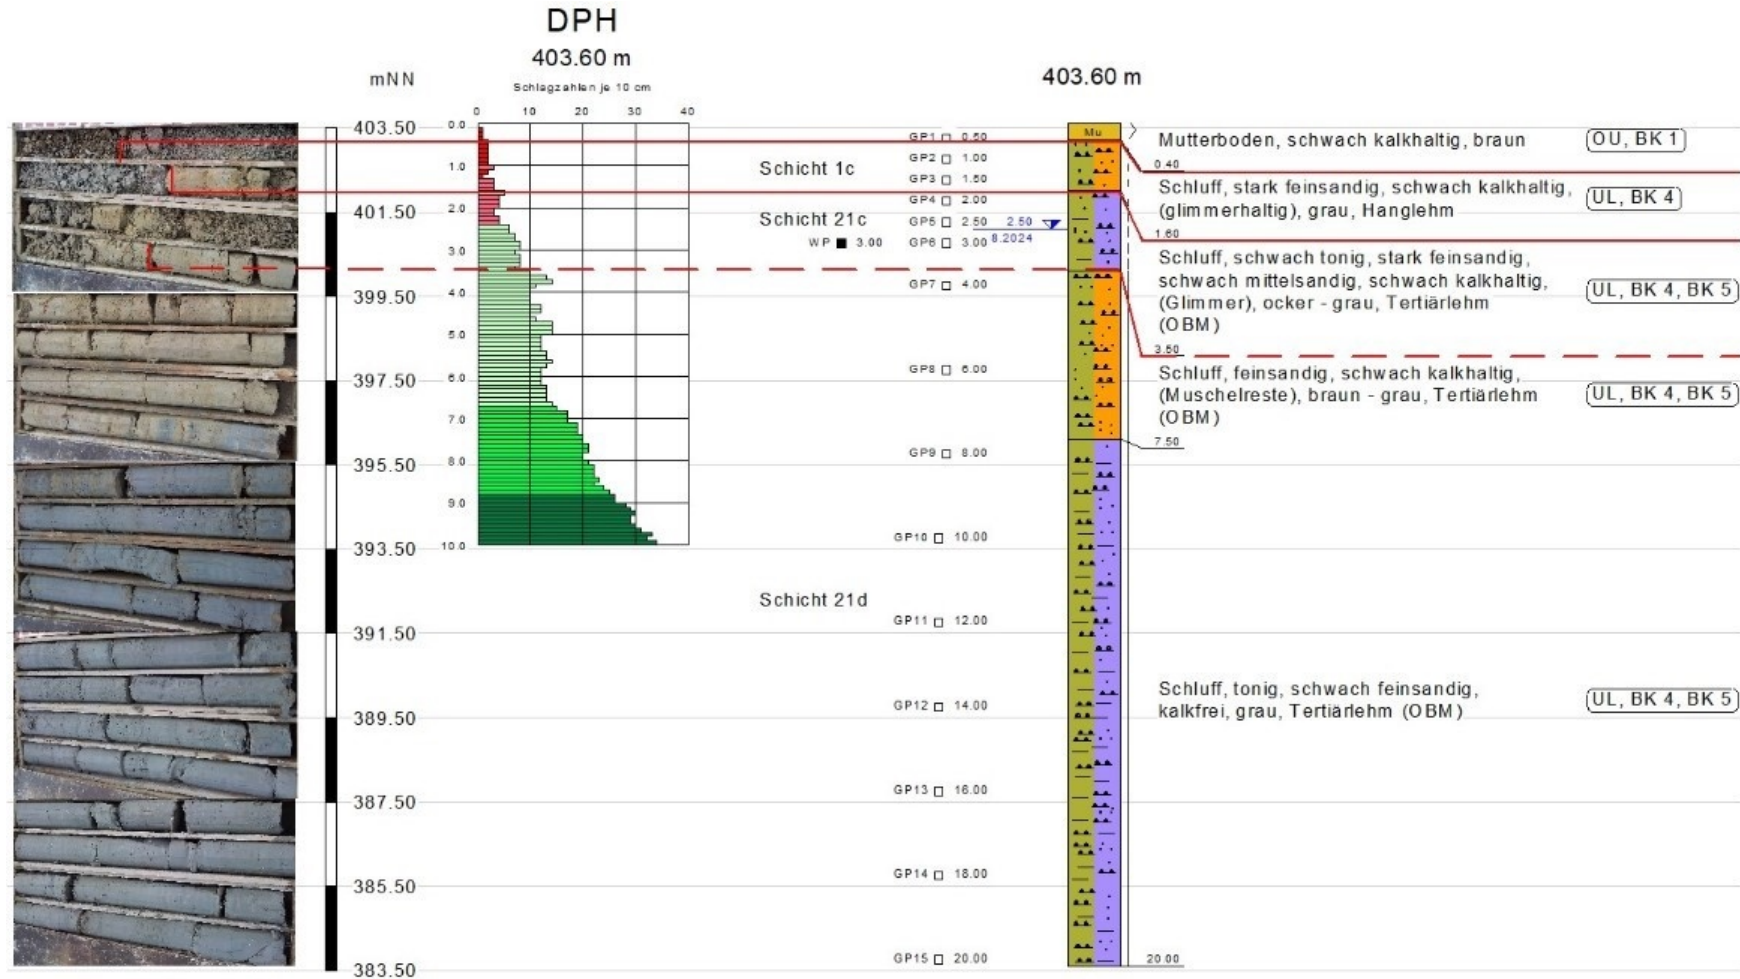 DPH
403.60 m
Schlagzahlen je 10 cm
0 10 20 30 40
mNN
403.50
401.50
399.50
397.50
395.50
393.50
391.50
389.50
387.50
385.50
383.50
0.0
1.0
2.0
3.0
4.0
5.0
6.0
7.0
8.0
9.0
10.0
Schicht 1c
Schicht 21c
WP 3.00
Schicht 21d
GP1 0.50
GP2 1.00
GP3 1.50
GP4 2.00
GP5 2.50
GP6 3.00
GP7 4.00
GP8 6.00
GP9 8.00
GP10 10.00
GP11 12.00
GP12 14.00
GP13 16.00
GP14 18.00
GP15 20.00
2.50
8.2024
403.60 m
Mu
Mutterboden, schwach kalkhaltig, braun
OU, BK 1
0.40
Schluff, stark feinsandig, schwach kalkhaltig,
(glimmerhaltig), grau, Hanglehm
UL, BK 4
1.60
Schluff, schwach tonig, stark feinsandig,
schwach mittelsandig, schwach kalkhaltig,
(Glimmer), ocker - grau, Tertiärlehm
(OBM)
UL, BK 4, BK 5
3.50
Schluff, feinsandig, schwach kalkhaltig,
(Muschelreste), braun - grau, Tertiärlehm
(OBM)
UL, BK 4, BK 5
7.50
Schluff, tonig, schwach feinsandig,
kalkfrei, grau, Tertiärlehm (OBM)
UL, BK 4, BK 5
20.00